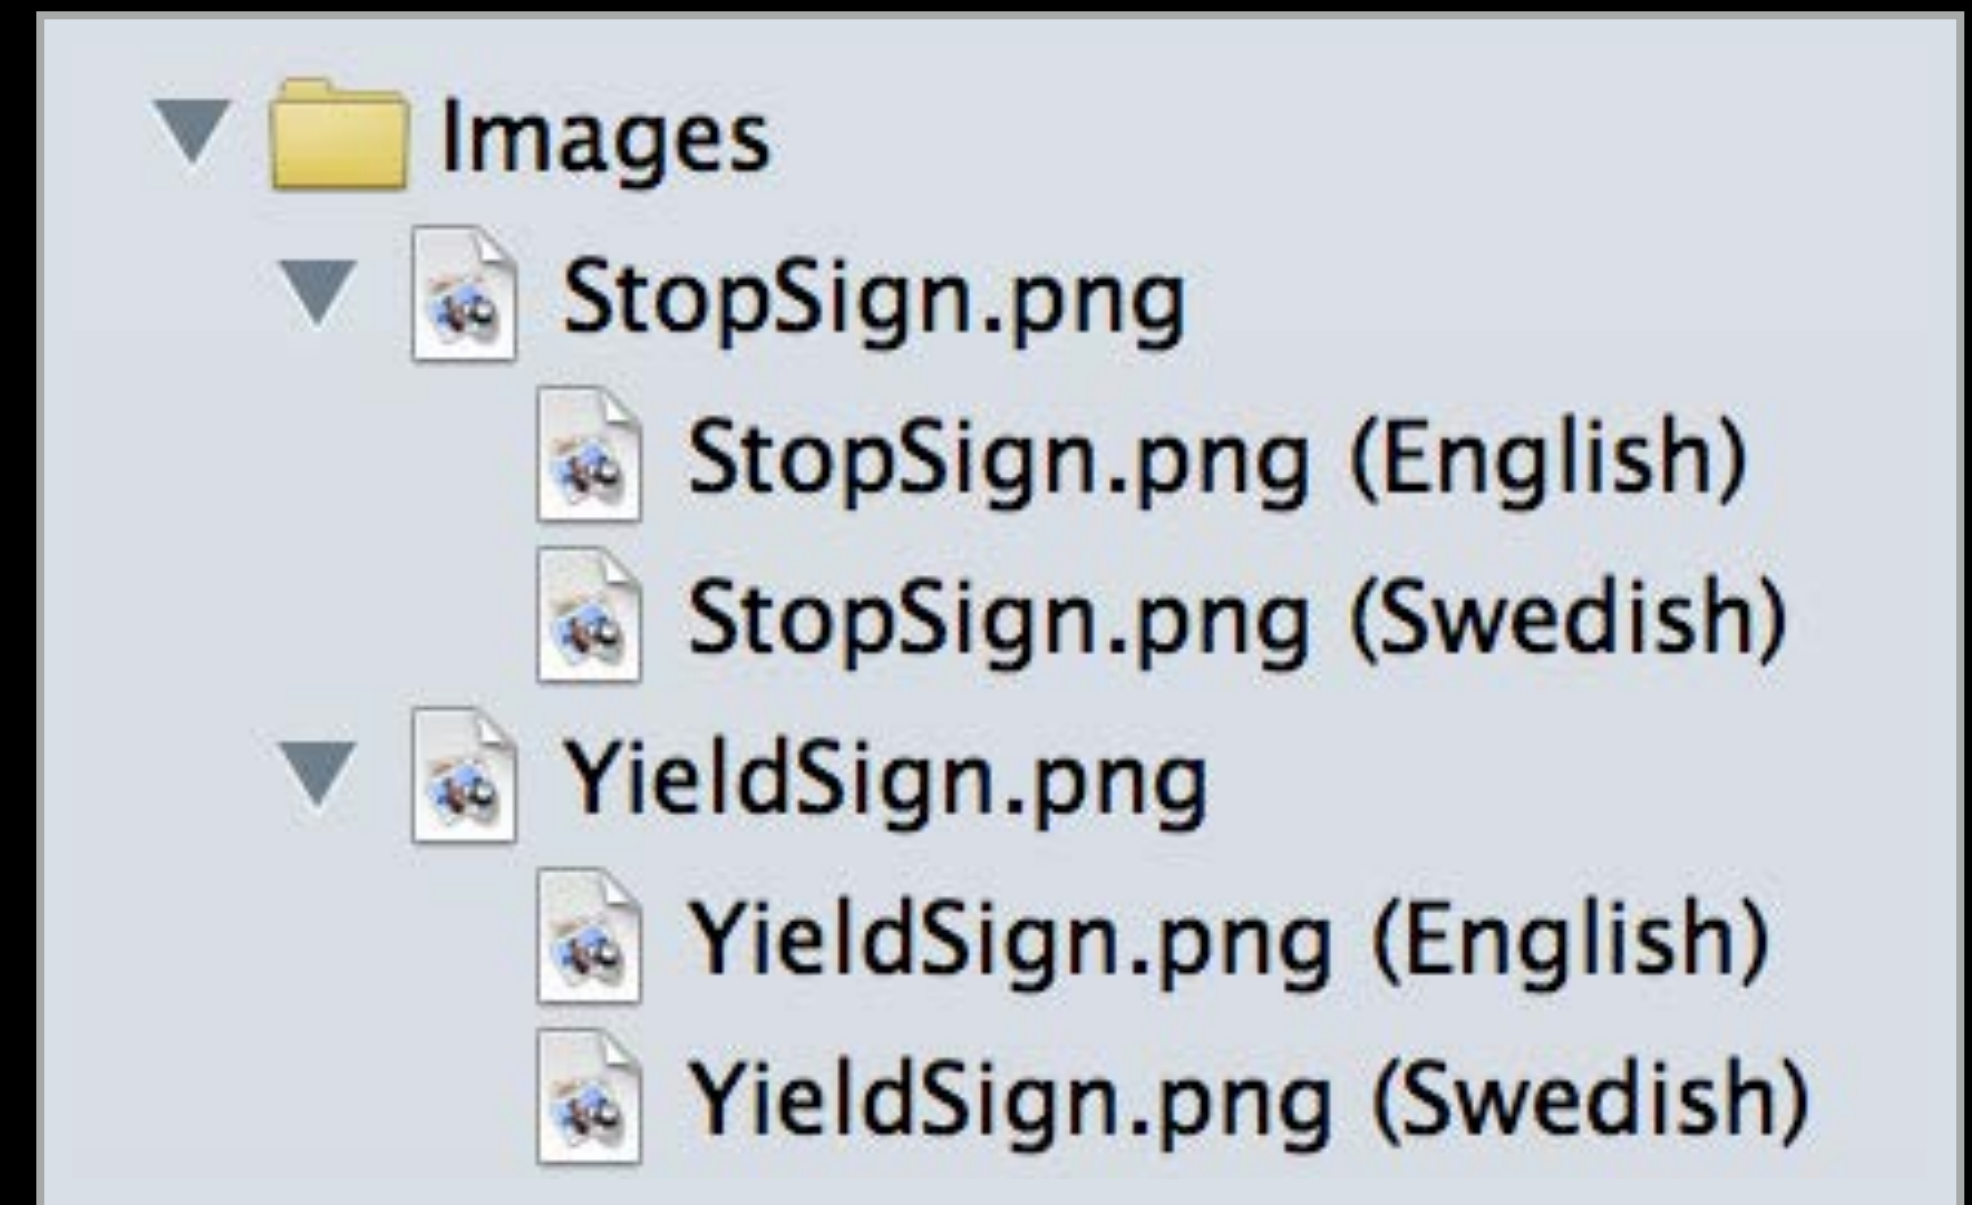 Images
StopSign.png
StopSign.png (English)
StopSign.png (Swedish)
YieldSign.png
YieldSign.png (English)
YieldSign.png (Swedish)